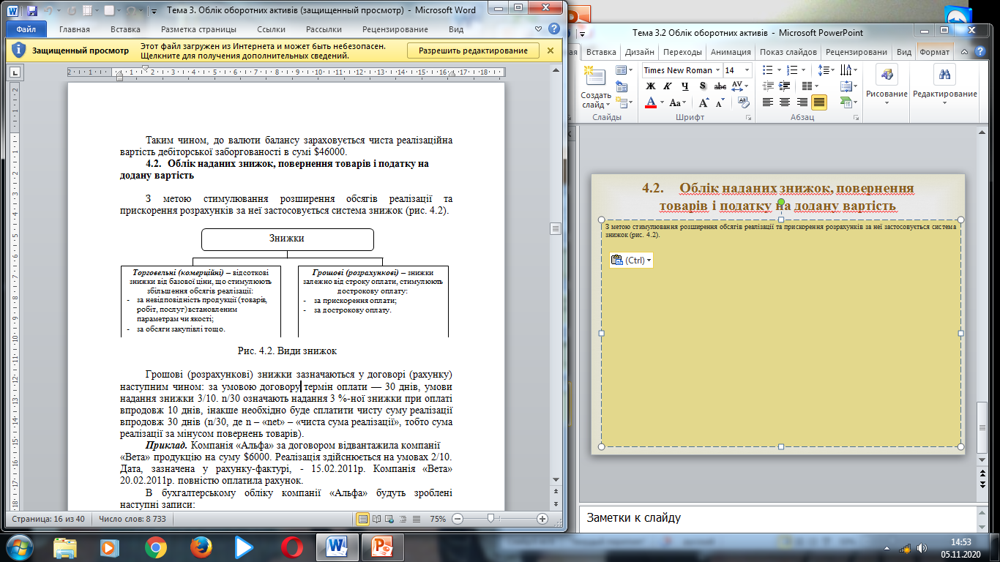 Тема 3. Облік оборотних активів (защищенный просмотр) - Microsoft Word
Файл Главная Вставка Разметка страницы Ссылки Рассылки Рецензирование Вид
Защищенный просмотр Этот файл загружен из Интернета и может быть небезопасен. Щелкните для получения дополнительных сведений. Разрешить редактирование
Таким чином, до валюти балансу зараховується чиста реалізаційна
вартість дебіторської заборгованості в сумі $46000.
4.2. Облік наданих знижок, повернення товарів і податку на
додану вартість
З метою стимулювання розширення обсягів реалізації та
прискорення розрахунків за неї застосовується система знижок (рис. 4.2).
Знижки
Торговельні (комерційні) – відсоткові
знижки від базової ціни, що стимулюють
збільшення обсягів реалізації:
- за невідповідність продукції (товарів,
робіт, послуг) встановленим
параметрам чи якості;
- за обсяги закупівлі тощо.
Грошові (розрахункові) – знижки
залежно від строку оплати, стимулюють
дострокову оплату:
- за прискорення оплати;
- за дострокову оплату.
Рис. 4.2. Види знижок
Грошові (розрахункові) знижки зазначаються у договорі (рахунку)
наступним чином: за умовою договору термін оплати — 30 днів, умови
надання знижки 3/10. n/30 означають надання 3 %-ної знижки при оплаті
впродовж 10 днів, інакше необхідно буде сплатити чисту суму реалізації
впродовж 30 днів (n/30, де n – «net» – «чиста сума реалізації», тобто сума
реалізації за мінусом повернень товарів).
Приклад. Компанія «Альфа» за договором відвантажила компанії
«Вета» продукцію на суму $6000. Реалізація здійснюється на умовах 2/10.
Дата, зазначена у рахунку-фактурі, - 15.02.2011р. Компанія «Вета»
20.02.2011р. повністю оплатила рахунок.
В бухгалтерському обліку компанії «Альфа» будуть зроблені
наступні записи:
Страница: 16 из 40 Число слов: 8 733 75%
Тема 3.2 Облік оборотних активів - Microsoft PowerPoint
Вставка Дизайн Переходы Анимация Показ слайдов Рецензировани Вид Формат
Создать
слайд
Times New Roman 14
Ж К Ч S abc AV
А Aa A A
Рисование Редактирование
Слайды Шрифт Абзац
4.2. Облік наданих знижок, повернення
товарів і податку на додану вартість
З метою стимулювання розширення обсягів реалізації та прискорення розрахунків за неї застосовується система
знижок (рис. 4.2).
(Ctrl)
Заметки к слайду
14:53
05.11.2020